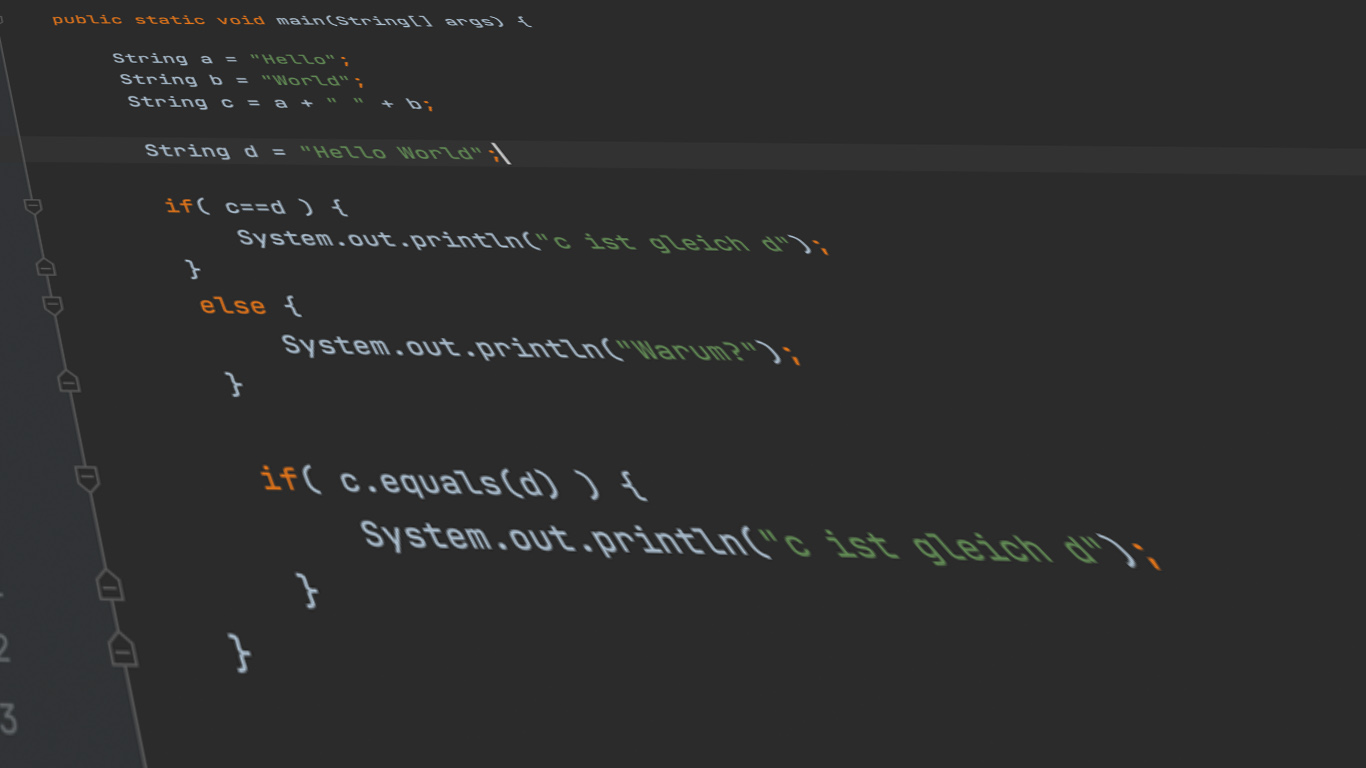 public static void main(String[] args) {
String a = "Hello";
String b = "World";
String c = a + " " + b;
String d = "Hello World";
if( c==d ) {
System.out.println("c ist gleich d");
}
else {
System.out.println("Warum?");
}
if( c.equals(d) ) {
System.out.println("c ist gleich d");
}
}
2
3